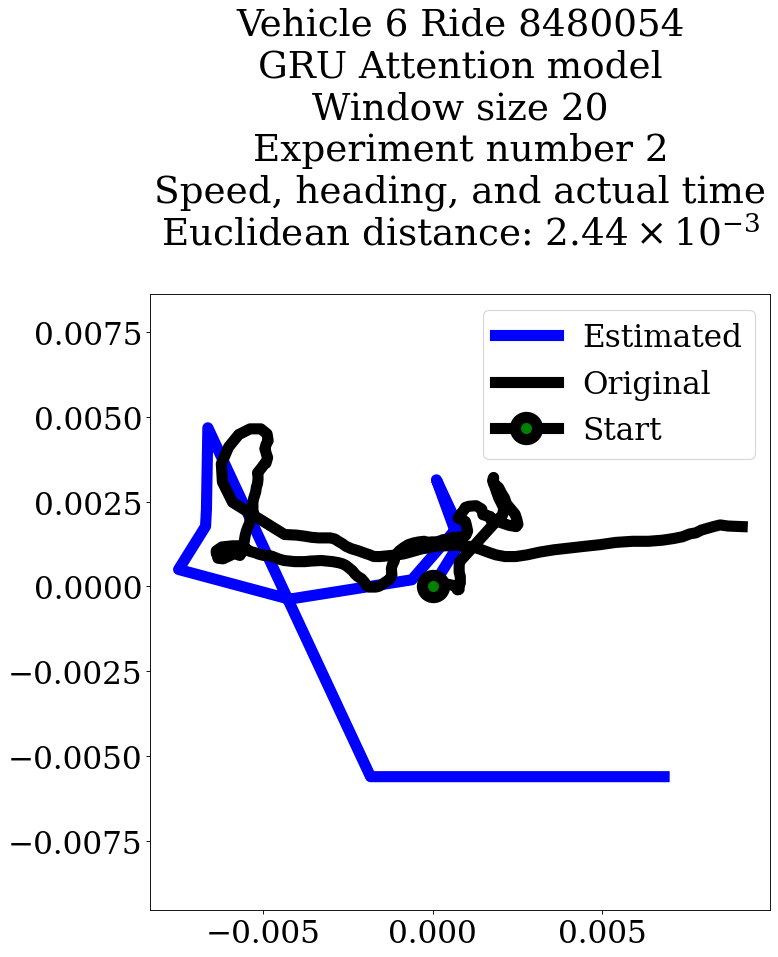 Vehicle 6 Ride 8480054
GRU Attention model
Window size 20
Experiment number 2
Speed, heading, and actual time
Euclidean distance: 2.44 × 10⁻³
Estimated
Original
Start
0.0075
0.0050
0.0025
0.0000
−0.0025
−0.0050
−0.0075
−0.005 0.000 0.005